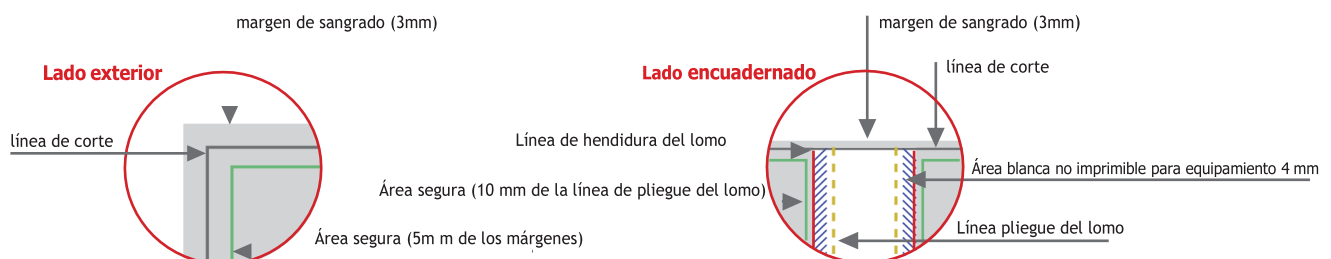 margen de sangrado (3mm)
margen de sangrado (3mm)
Lado exterior
Lado encuadernado
línea de corte
línea de corte
Línea de hendidura del lomo
Área blanca no imprimible para equipamiento 4 mm
Área segura (10 mm de la línea de pliegue del lomo)
Línea pliegue del lomo
Área segura (5m m de los márgenes)